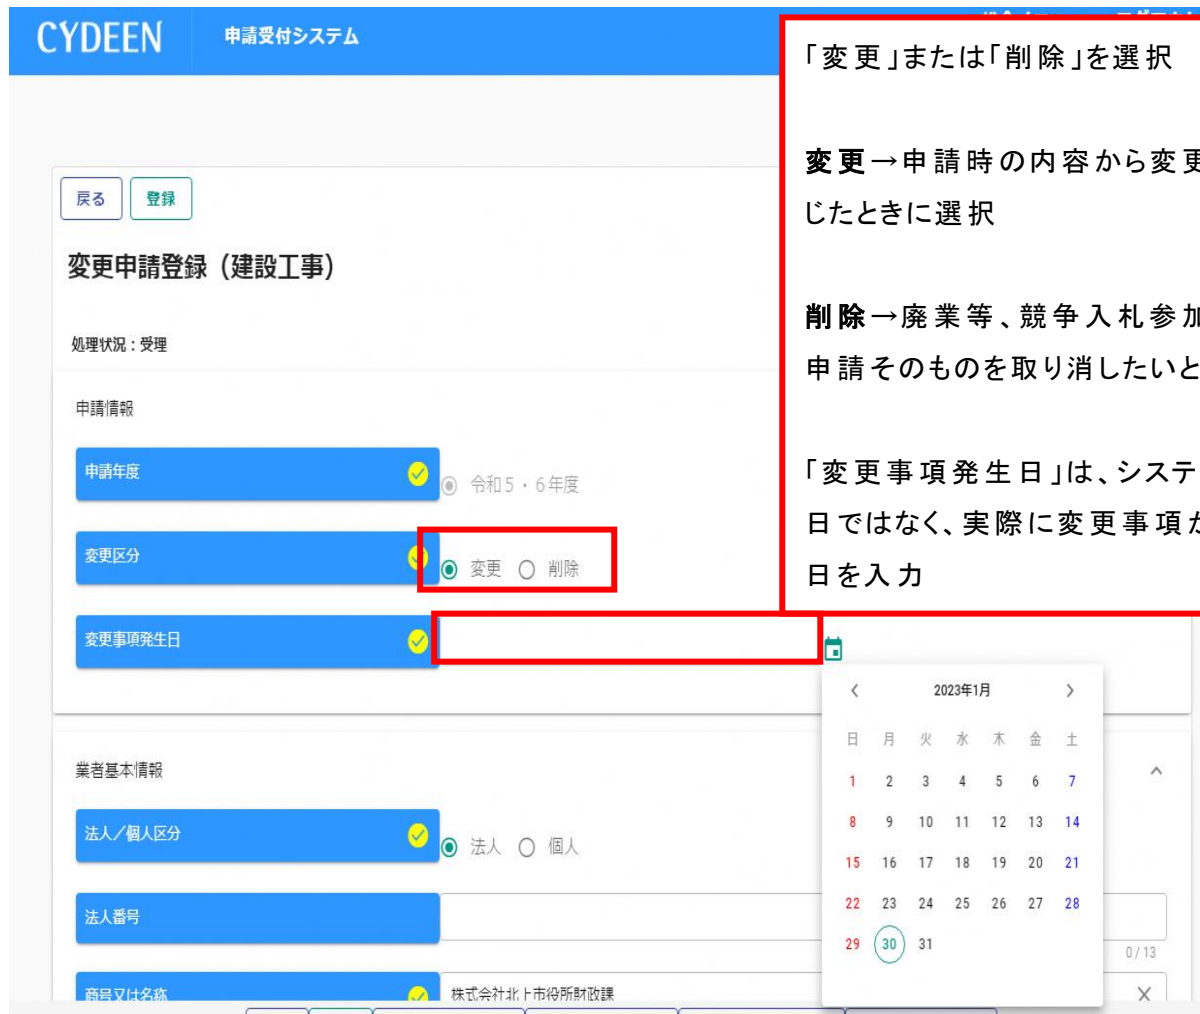 CYDEEN 申請受付システム
「変更」または「削除」を選択
変更→申請時の内容から変更
じたときに選択
削除→廃業等、競争入札参加
申請そのものを取り消したいと
「変更事項発生日」は、システ
日ではなく、実際に変更事項が
日を入力
戻る 登録
変更申請登録（建設工事）
処理状況：受理
申請情報
申請年度 令和5・6年度
変更区分 変更 削除
変更事項発生日
2023年1月
日 月 火 水 木 金 土
1 2 3 4 5 6 7
8 9 10 11 12 13 14
15 16 17 18 19 20 21
22 23 24 25 26 27 28
29 30 31
業者基本情報
法人／個人区分 法人 個人
法人番号
0/13
商号又は名称 株式会社北上市役所財政課